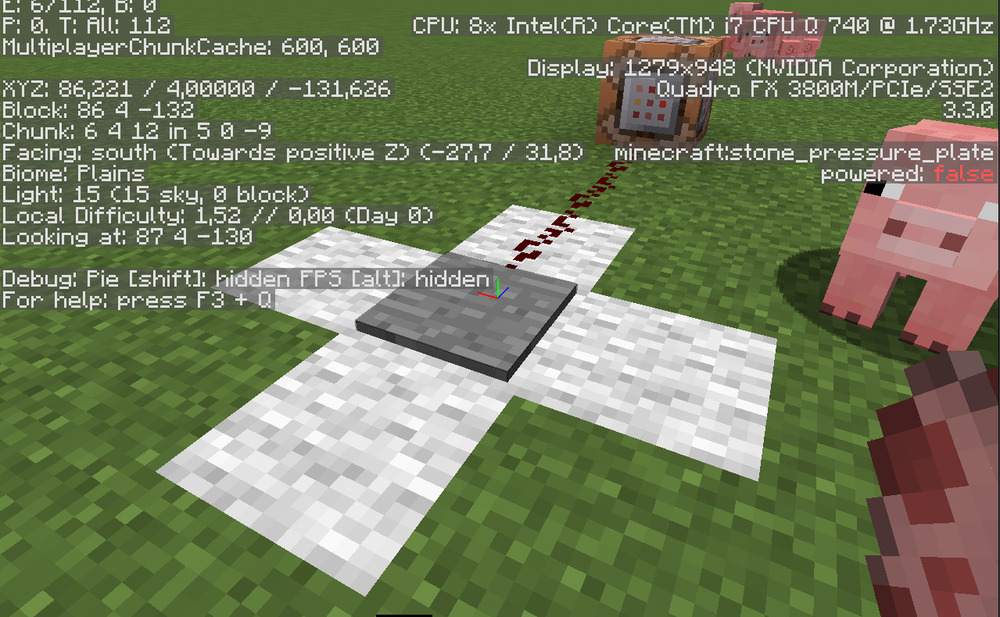 E: 6/112, B: 0
P: 0. T: All: 112
MultiplayerChunkCache: 600, 600
XYZ: 86,221 / 4,00000 / -131,626
Block: 86 4 -132
Chunk: 6 4 12 in 5 0 -9
Facing: south (Towards positive Z) (-27,7 / 31,8)
Biome: Plains
Light: 15 (15 sky, 0 block)
Local Difficulty: 1,52 // 0,00 (Day 0)
Looking at: 87 4 -130
Debug: Pie [shift]: hidden FPS [alt]: hidden
For help: press F3 + Q
CPU: 8x Intel(R) Core(TM) i7 CPU Q 740 @ 1.73GHz
Display: 1279x948 (NVIDIA Corporation)
Quadro FX 3800M/PCIe/SSE2
3.3.0
minecraft:stone_pressure_plate
powered: false